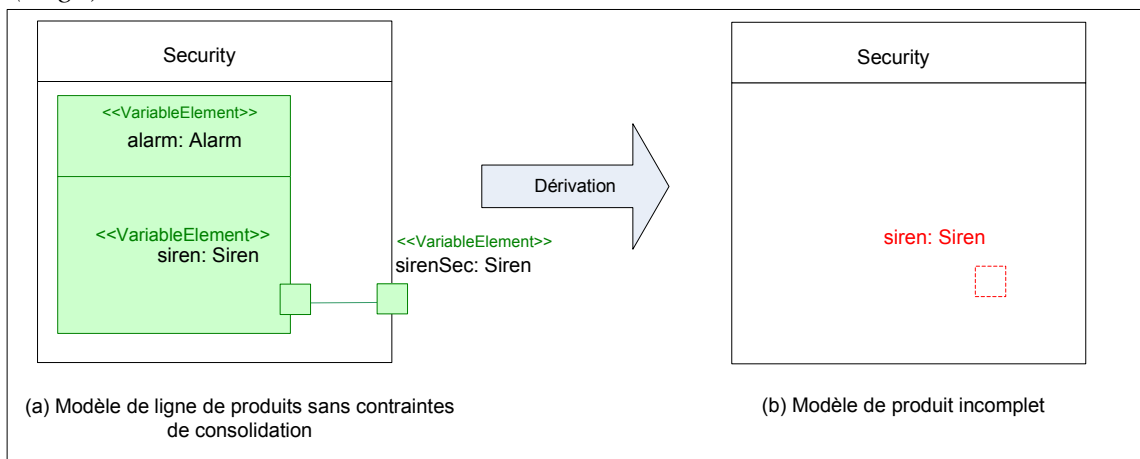 Security
<<VariableElement>>
alarm: Alarm
<<VariableElement>>
siren: Siren
<<VariableElement>>
sirenSec: Siren
Dérivation
Security
siren: Siren
(a) Modèle de ligne de produits sans contraintes
de consolidation
(b) Modèle de produit incomplet